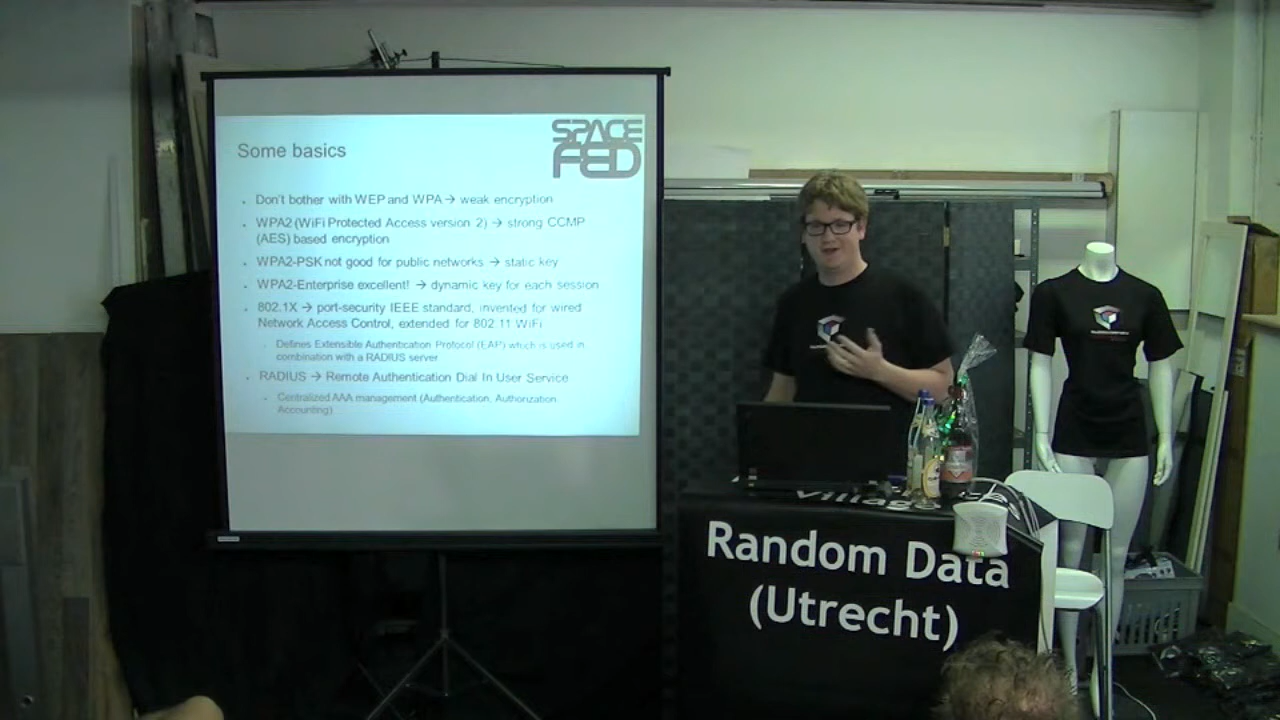 SPACE
FED
Some basics
Don't bother with WEP and WPA → weak encryption
WPA2 (WiFi Protected Access version 2) → strong CCMP
(AES) based encryption
WPA2-PSK not good for public networks → static key
WPA2-Enterprise excellent! → dynamic key for each session
802.1X → port-security IEEE standard, invented for wired
Network Access Control, extended for 802.11 WiFi
Defines Extensible Authentication Protocol (EAP) which is used in
combination with a RADIUS server
RADIUS → Remote Authentication Dial In User Service
Centralized AAA management (Authentication, Authorization,
Accounting)
Village
Random Data
(Utrecht)